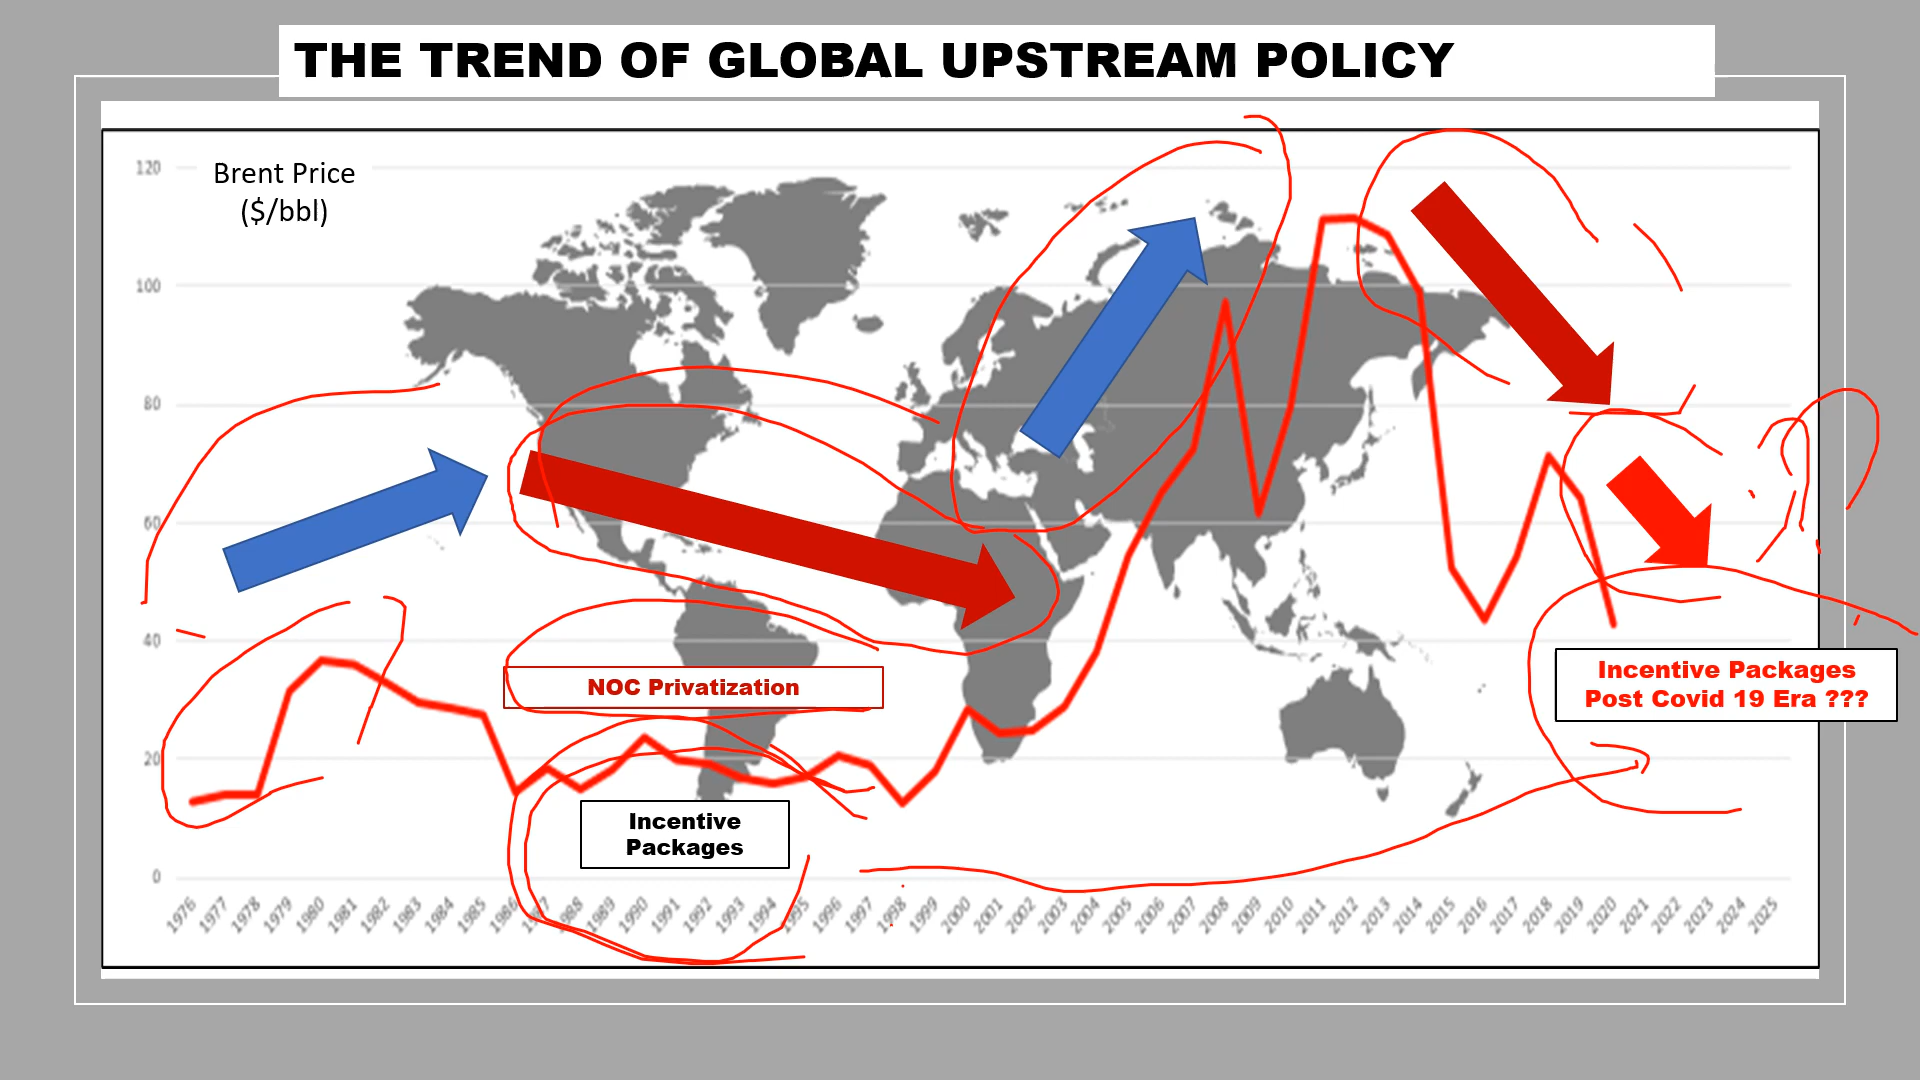 THE TREND OF GLOBAL UPSTREAM POLICY
Brent Price
($/bbl)
120
100
80
60
40
20
0
NOC Privatization
Incentive Packages
Post Covid 19 Era ???
Incentive
Packages
1976 1977 1978 1979 1980 1981 1982 1983 1984 1985 1986 1987 1988 1989 1990 1991 1992 1993 1994 1995 1996 1997 1998 1999 2000 2001 2002 2003 2004 2005 2006 2007 2008 2009 2010 2011 2012 2013 2014 2015 2016 2017 2018 2019 2020 2021 2022 2023 2024 2025